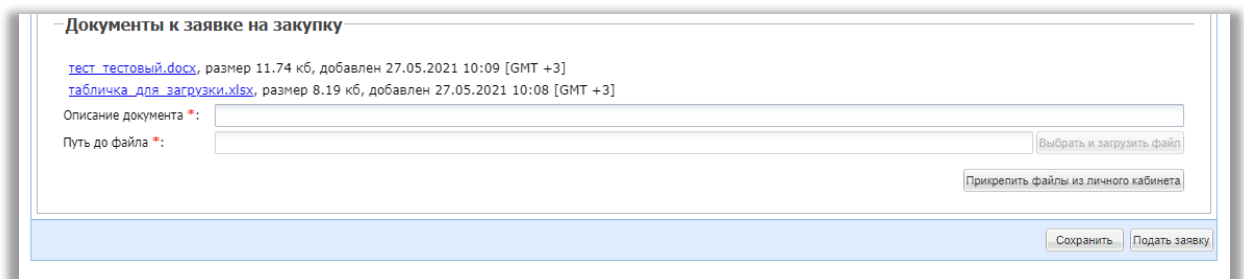 Документы к заявке на закупку
тест_тестовый.docx, размер 11.74 кб, добавлен 27.05.2021 10:09 [GMT +3]
табличка_для_загрузки.xlsx, размер 8.19 кб, добавлен 27.05.2021 10:08 [GMT +3]
Описание документа *:
Путь до файла *: Выбрать и загрузить файл
Прикрепить файлы из личного кабинета
Сохранить Подать заявку